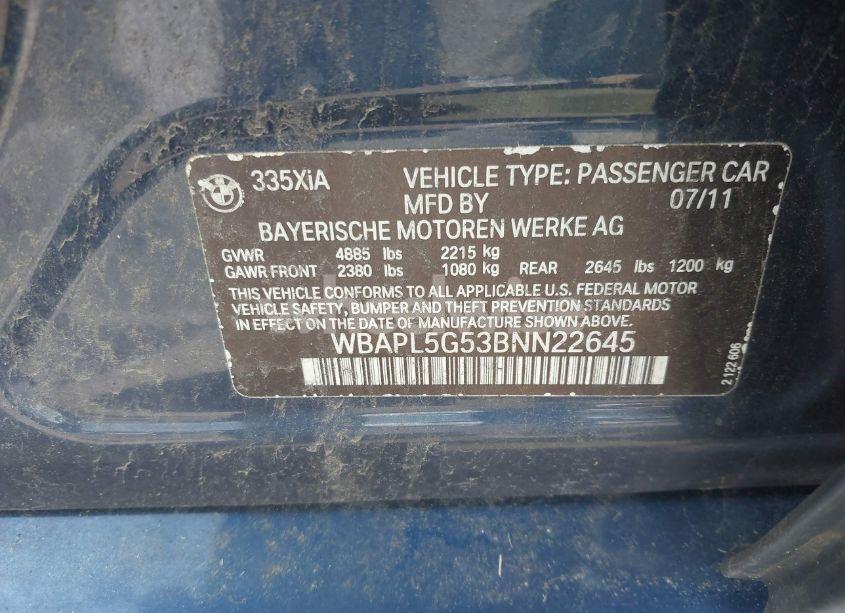 335XiA VEHICLE TYPE: PASSENGER CAR
MFD BY 07/11
BAYERISCHE MOTOREN WERKE AG
GVWR 4885 lbs 2215 kg
GAWR FRONT 2380 lbs 1080 kg REAR 2645 lbs 1200 kg
THIS VEHICLE CONFORMS TO ALL APPLICABLE U.S. FEDERAL MOTOR
VEHICLE SAFETY, BUMPER AND THEFT PREVENTION STANDARDS
IN EFFECT ON THE DATE OF MANUFACTURE SHOWN ABOVE.
WBAPL5G53BNN22645
2 122 606